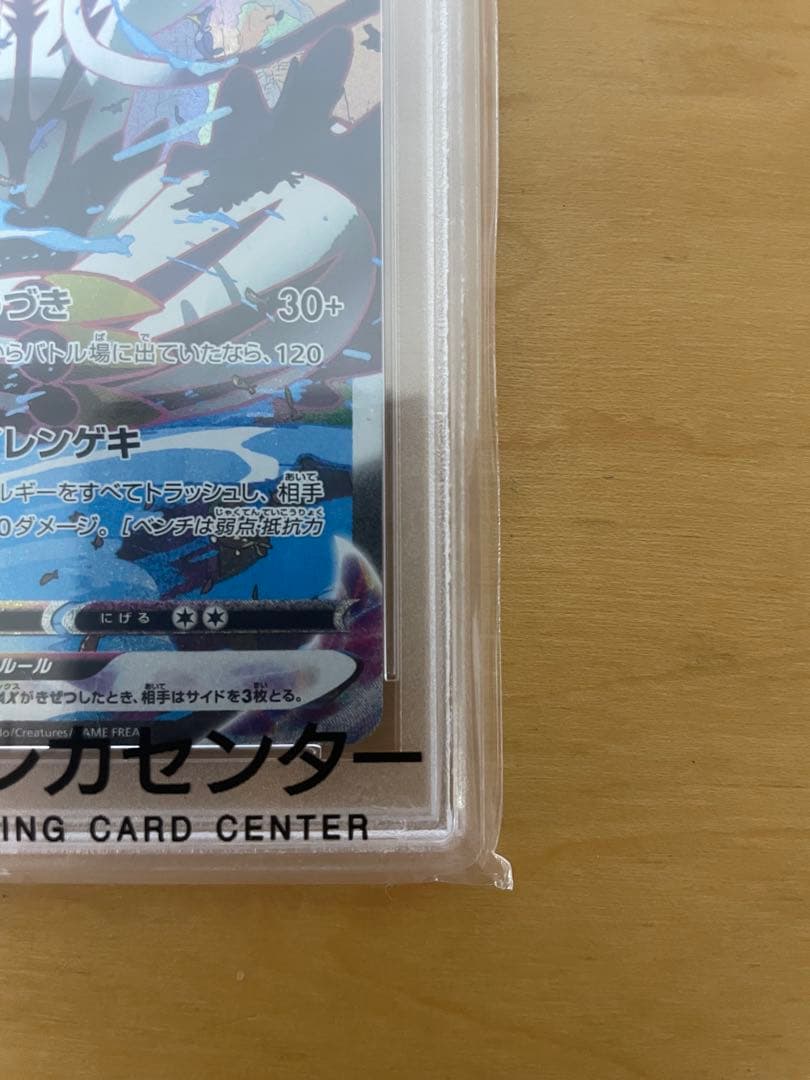 づき 30+
らバトル場に出ていたなら、120
レンゲキ
ルギーをすべてトラッシュし、相手
0ダメージ。[ベンチは弱点・抵抗力
にげる
ルール
がきぜつしたとき、相手はサイドを3枚とる。
do/Creatures/GAME FREA
カセンター
ING CARD CENTER